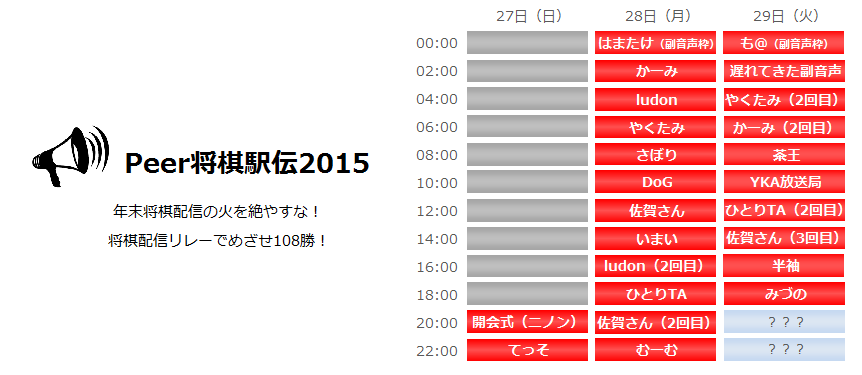 Peer将棋駅伝2015
年末将棋配信の火を絶やすな！
将棋配信リレーでめざせ108勝！
27日（日） 28日（月） 29日（火）
00:00 はまたけ（副音声枠） も＠（副音声枠）
02:00 かーみ 遅れてきた副音声
04:00 ludon やくたみ（2回目）
06:00 やくたみ かーみ（2回目）
08:00 さぼり 茶王
10:00 DoG YKA放送局
12:00 佐賀さん ひとりTA（2回目）
14:00 いまい 佐賀さん（3回目）
16:00 ludon（2回目） 半袖
18:00 ひとりTA みづの
20:00 開会式（ニノン） 佐賀さん（2回目） ？？？
22:00 てっそ むーむ ？？？